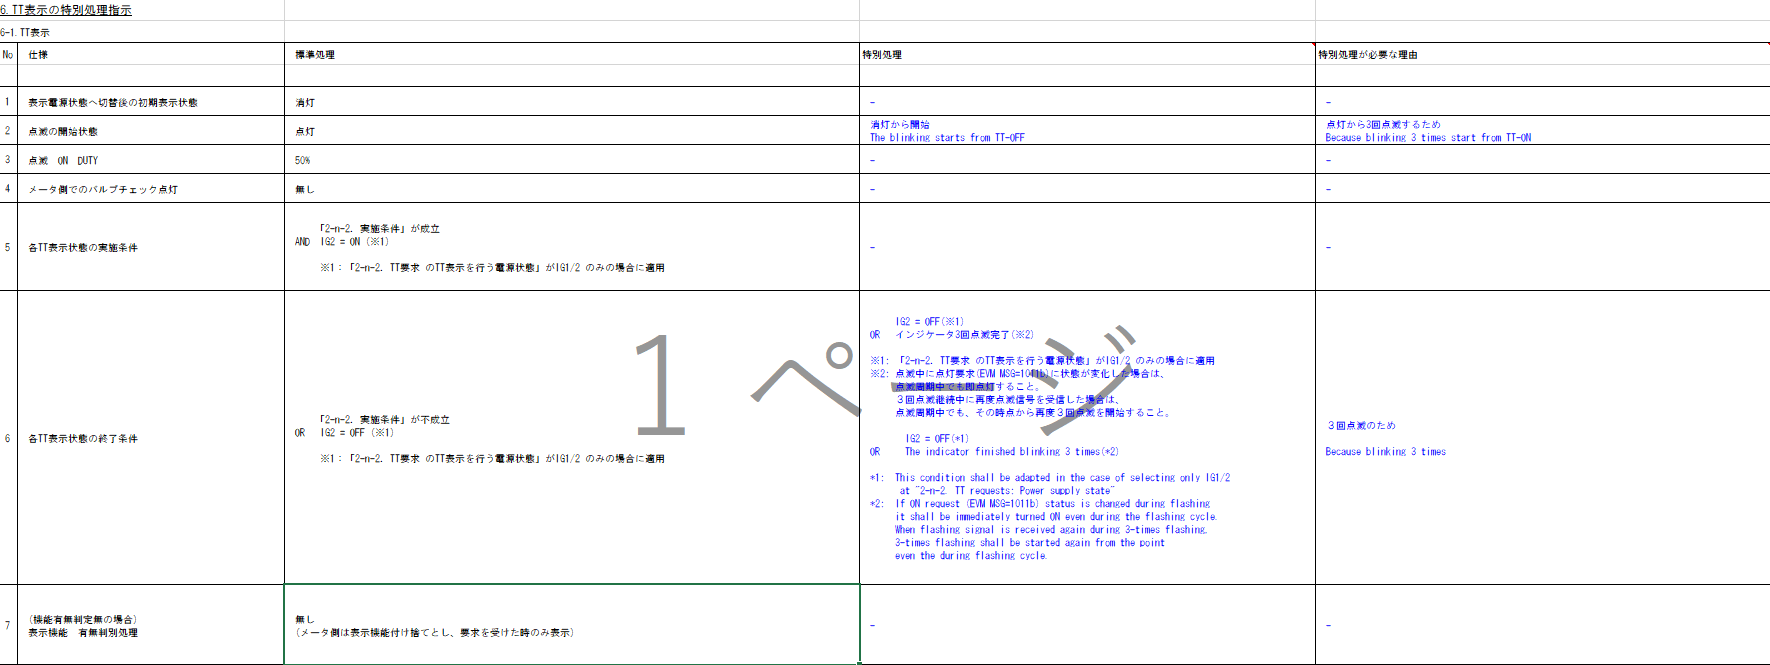 6.TT表示の特別処理指示
6-1.TT表示
No 仕様 標準処理 特別処理 特別処理が必要な理由
1 表示電源状態へ切替後の初期表示状態 消灯 - -
2 点滅の開始状態 点灯 消灯から開始 点灯から3回点滅するため
The blinking starts from TT-OFF Because blinking 3 times start from TT-ON
3 点滅 ON DUTY 50% - -
4 メータ側でのバルブチェック点灯 無し - -
5 各TT表示状態の実施条件
「2-n-2. 実施条件」が成立
AND IG2 = ON (※1)
※1：「2-n-2. TT要求 のTT表示を行う電源状態」がIG1/2 のみの場合に適用
- -
6 各TT表示状態の終了条件
「2-n-2. 実施条件」が不成立
OR IG2 = OFF (※1)
※1：「2-n-2. TT要求 のTT表示を行う電源状態」がIG1/2 のみの場合に適用
IG2 = OFF(※1)
OR インジケータ3回点滅完了(※2)
※1: 「2-n-2. TT要求 のTT表示を行う電源状態」がIG1/2 のみの場合に適用
※2: 点滅中に点灯要求(EVM MSG=1011b)に状態が変化した場合は、
点滅周期中でも即点灯すること。
３回点滅継続中に再度点滅信号を受信した場合は、
点滅周期中でも、その時点から再度３回点滅を開始すること。
IG2 = OFF(*1)
OR The indicator finished blinking 3 times(*2)
*1: This condition shall be adapted in the case of selecting only IG1/2
at "2-n-2. TT requests: Power supply state"
*2: If ON request (EVM MSG=1011b) status is changed during flashing
it shall be immediately turned ON even during the flashing cycle.
When flashing signal is received again during 3-times flashing,
3-times flashing shall be started again from the point
even the during flashing cycle.
３回点滅のため
Because blinking 3 times
1 ページ
7 (機能有無判定無の場合)
表示機能 有無判別処理
無し
(メータ側は表示機能付け捨てとし、要求を受けた時のみ表示)
- -